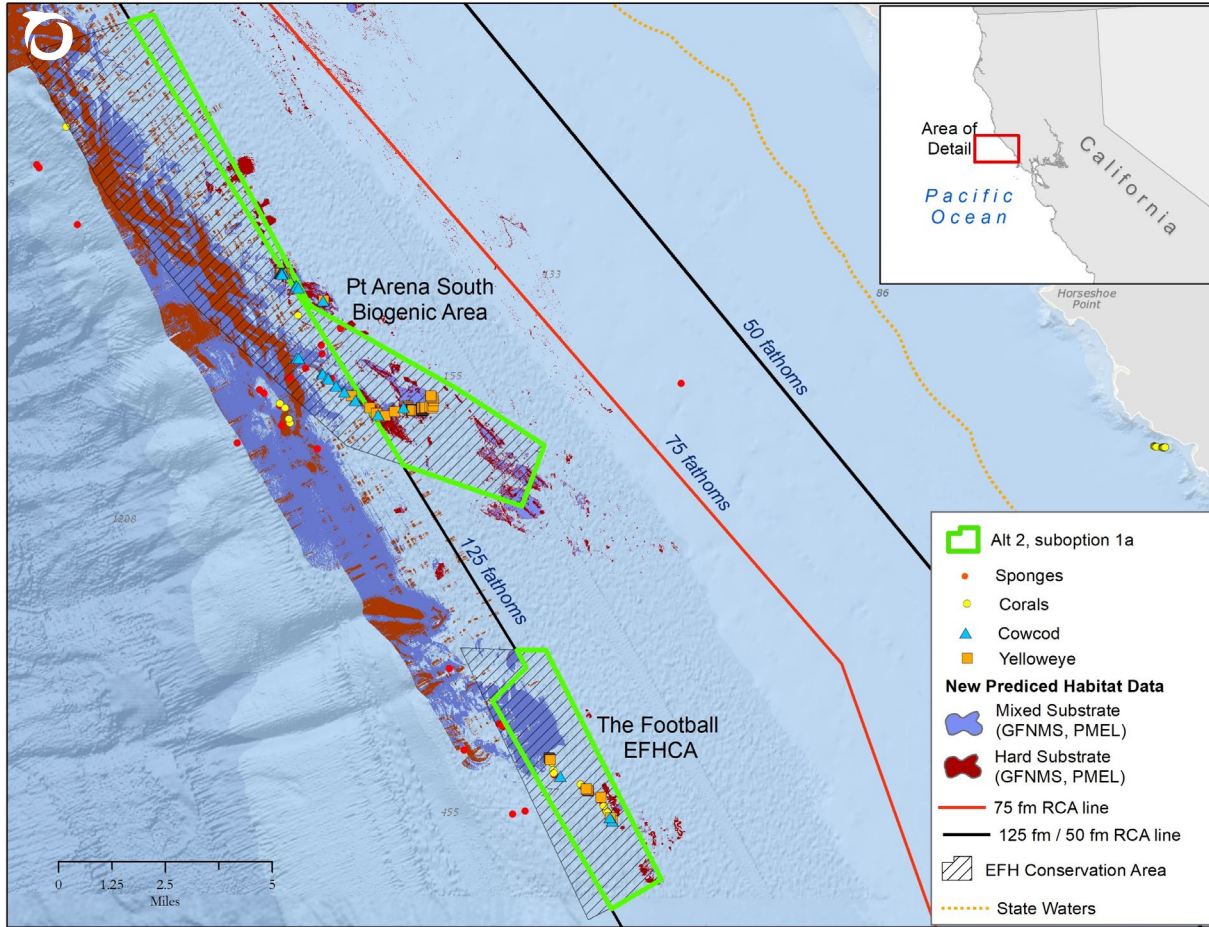 Area of
Detail
California
Pacific
Ocean
133
86
Horseshoe
Point
Pt Arena South
Biogenic Area
50 fathoms
155
75 fathoms
1208
125 fathoms
The Football
EFHCA
455
0 1.25 2.5 5
Miles
Alt 2, suboption 1a
Sponges
Corals
Cowcod
Yelloweye
New Prediced Habitat Data
Mixed Substrate
(GFNMS, PMEL)
Hard Substrate
(GFNMS, PMEL)
75 fm RCA line
125 fm / 50 fm RCA line
EFH Conservation Area
State Waters